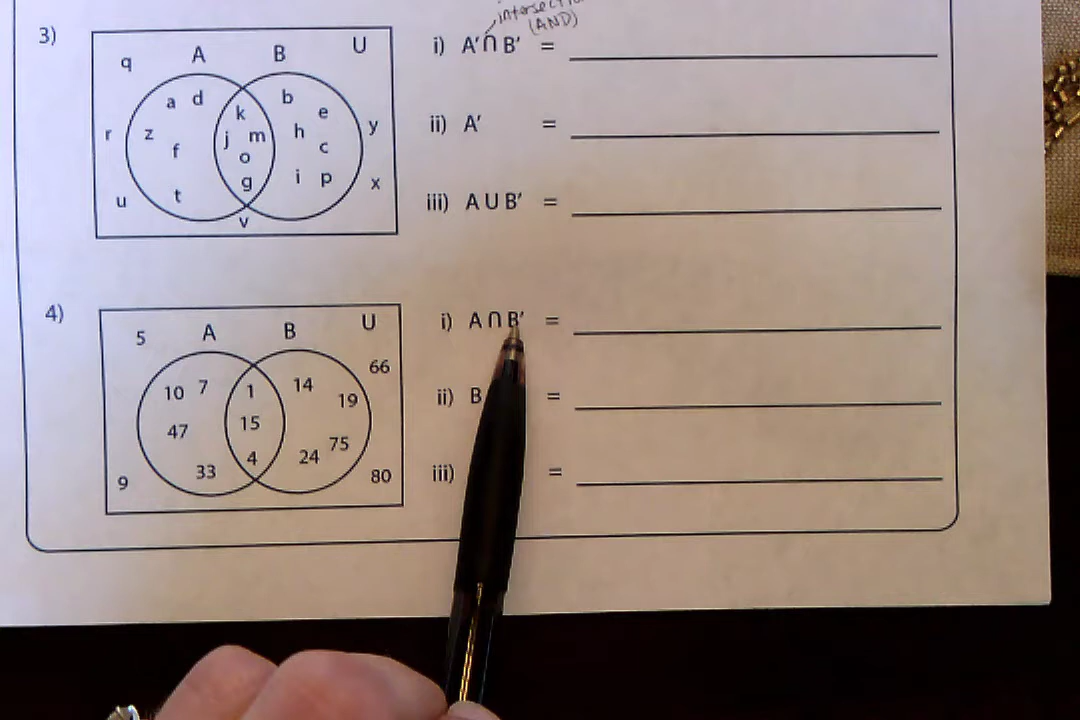 intersection
(AND)
3)
A B U
q
a d
k
b
e
r z j m h y
f o c
g i p x
u t
v
i) A′∩B′ =
ii) A′ =
iii) A∪B′ =
4)
5 A B U
66
10 7 1 14
19
47 15
75
33 4 24
9 80
i) A∩B′ =
ii) B =
iii) =